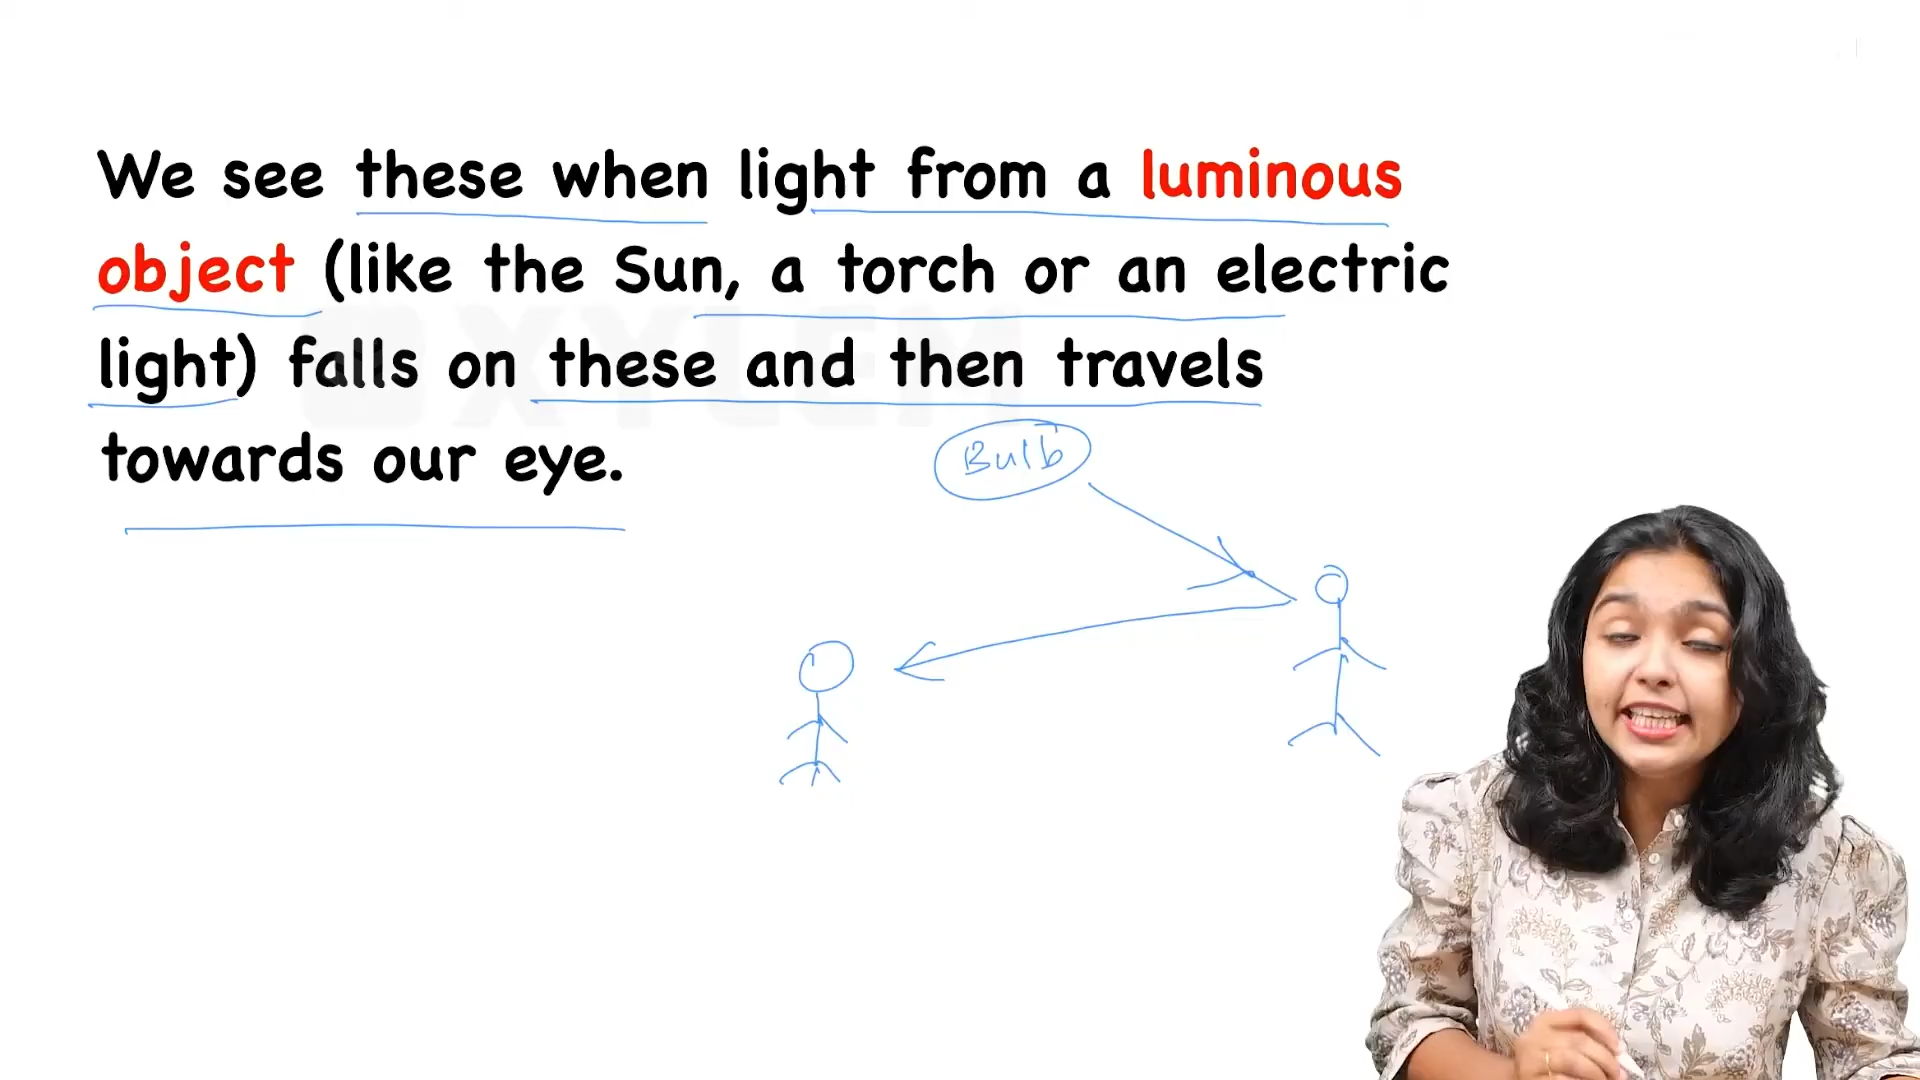 We see these when light from a luminous
object (like the Sun, a torch or an electric
light) falls on these and then travels
towards our eye.
XYLEM
Bulb